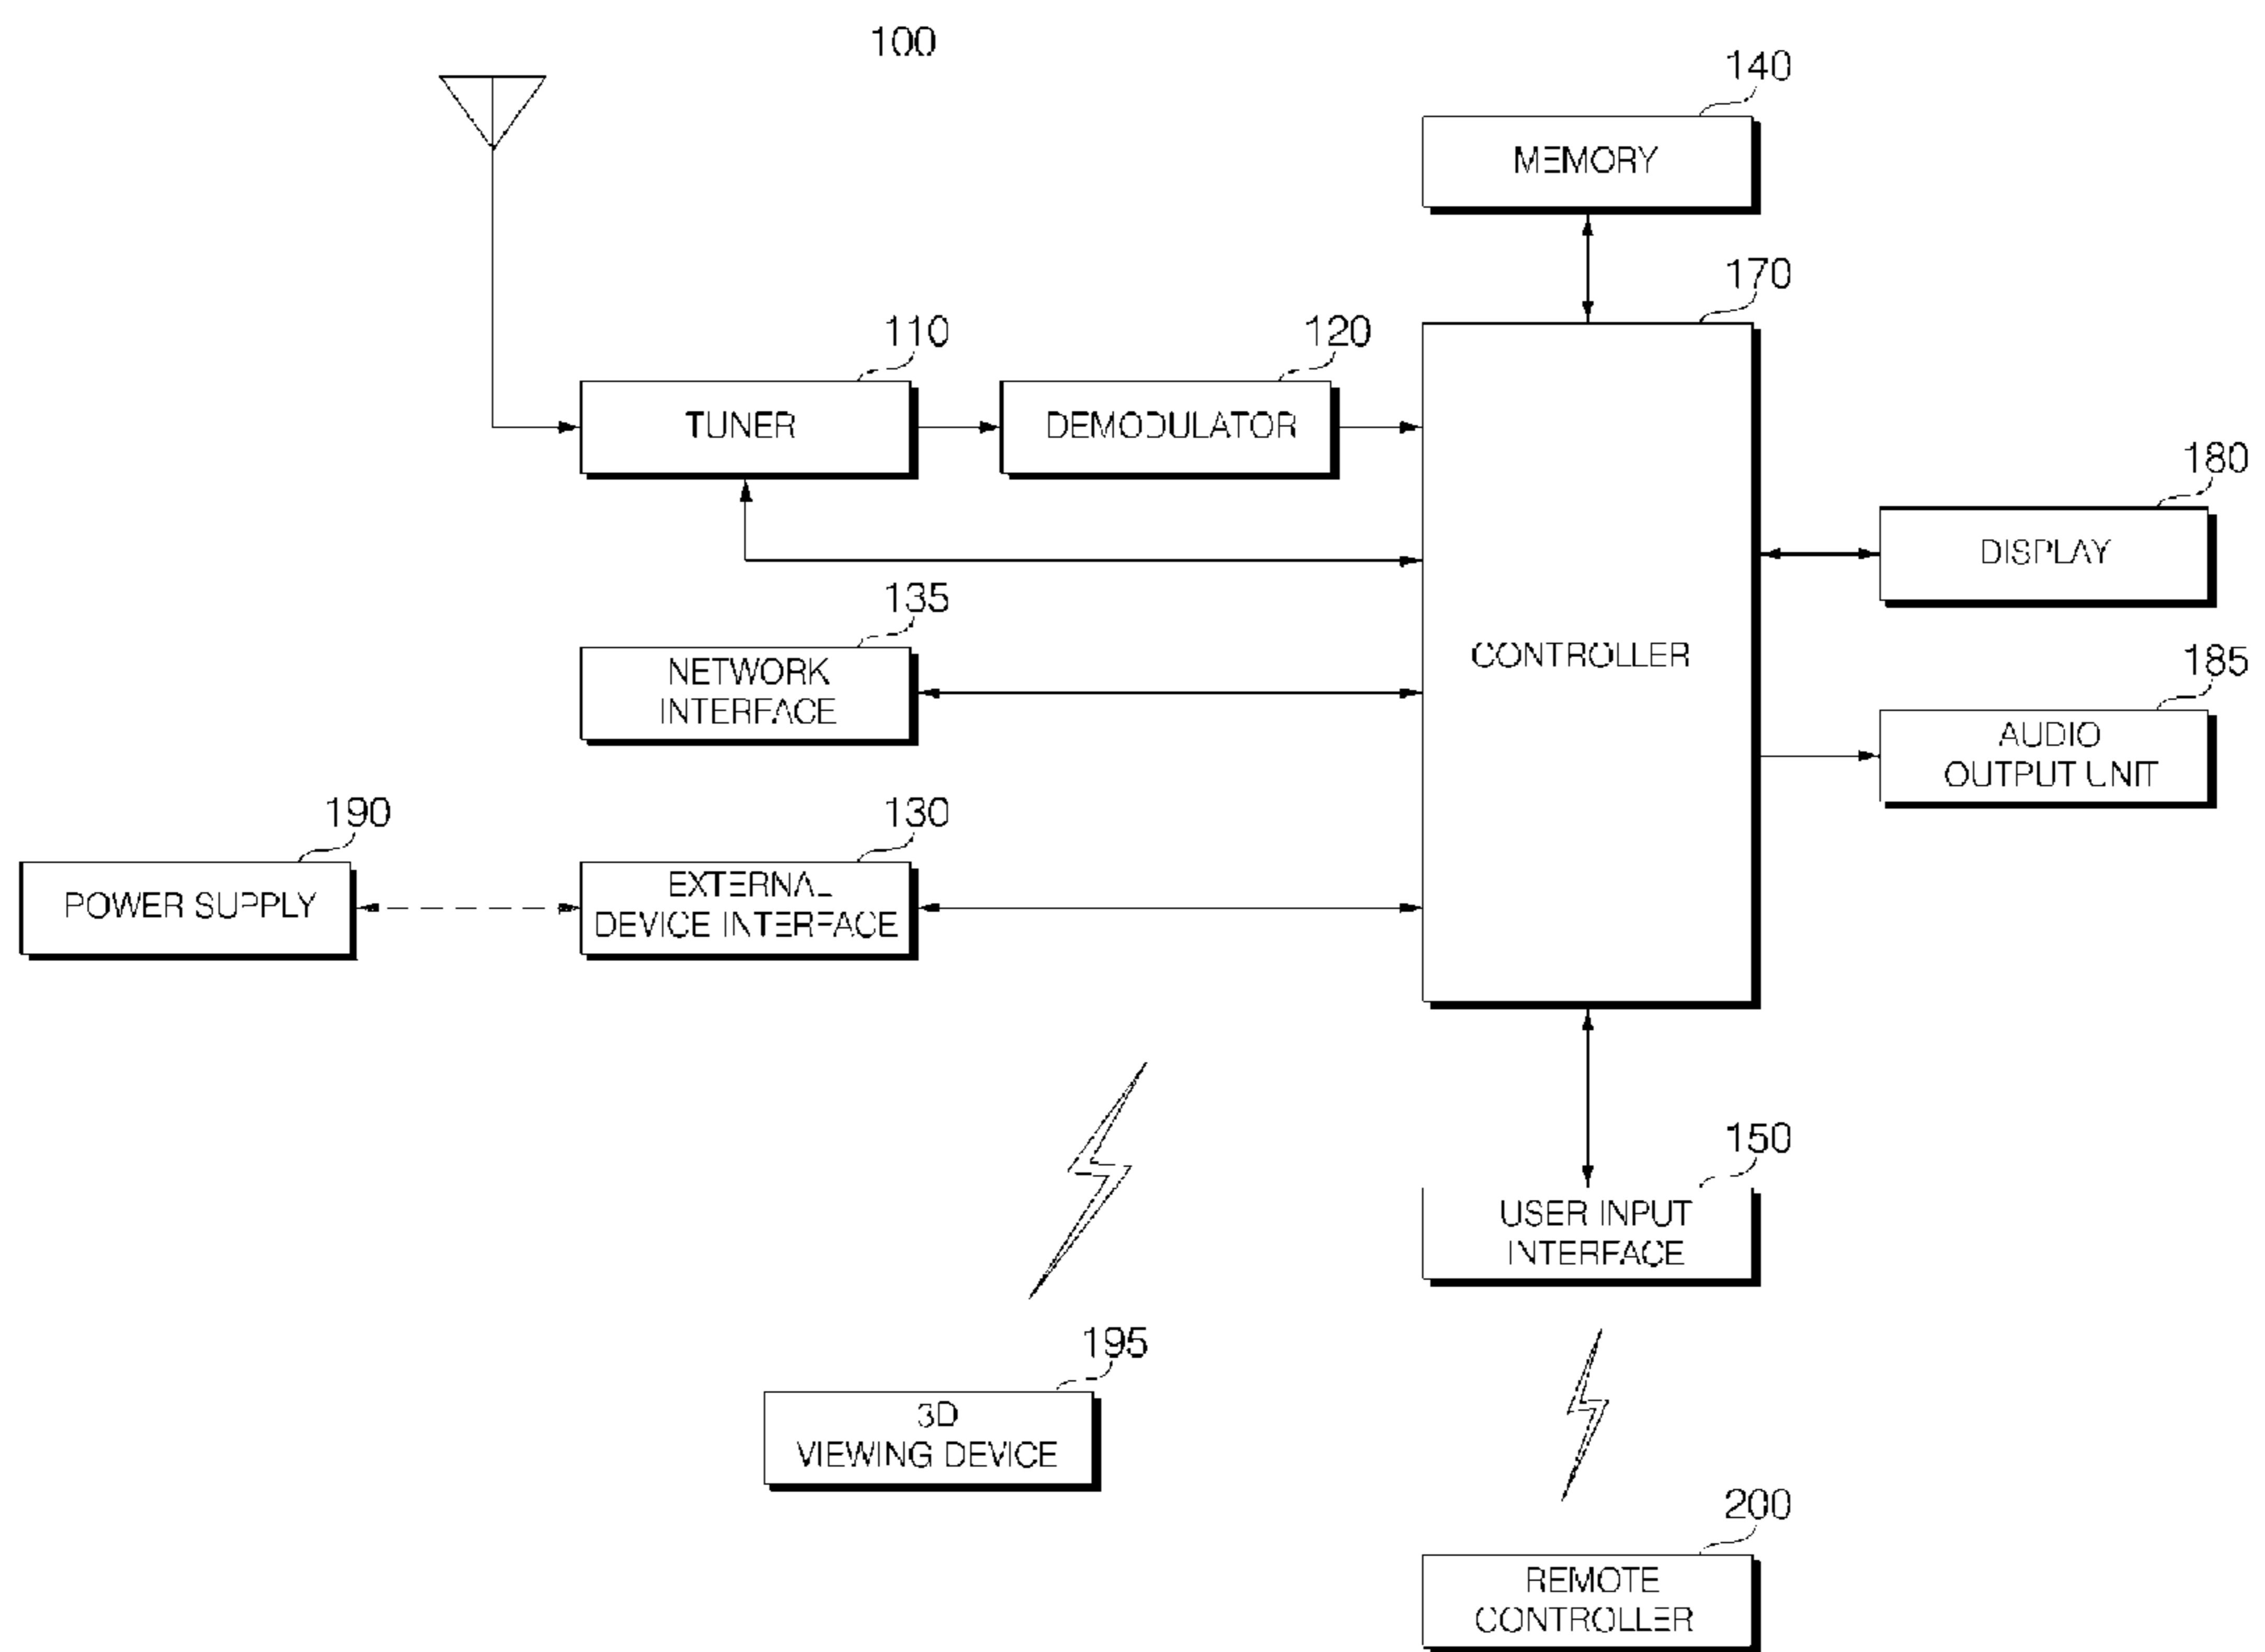 100
140
MEMORY
170
110
120
TUNER
DEMODULATOR
180
DISPLAY
135
NETWORK
INTERFACE
CONTROLLER
185
AUDIO
OUTPUT UNIT
190
130
POWER SUPPLY
EXTERNAL
DEVICE INTERFACE
150
USER INPUT
INTERFACE
195
3D
VIEWING DEVICE
200
REMOTE
CONTROLLER